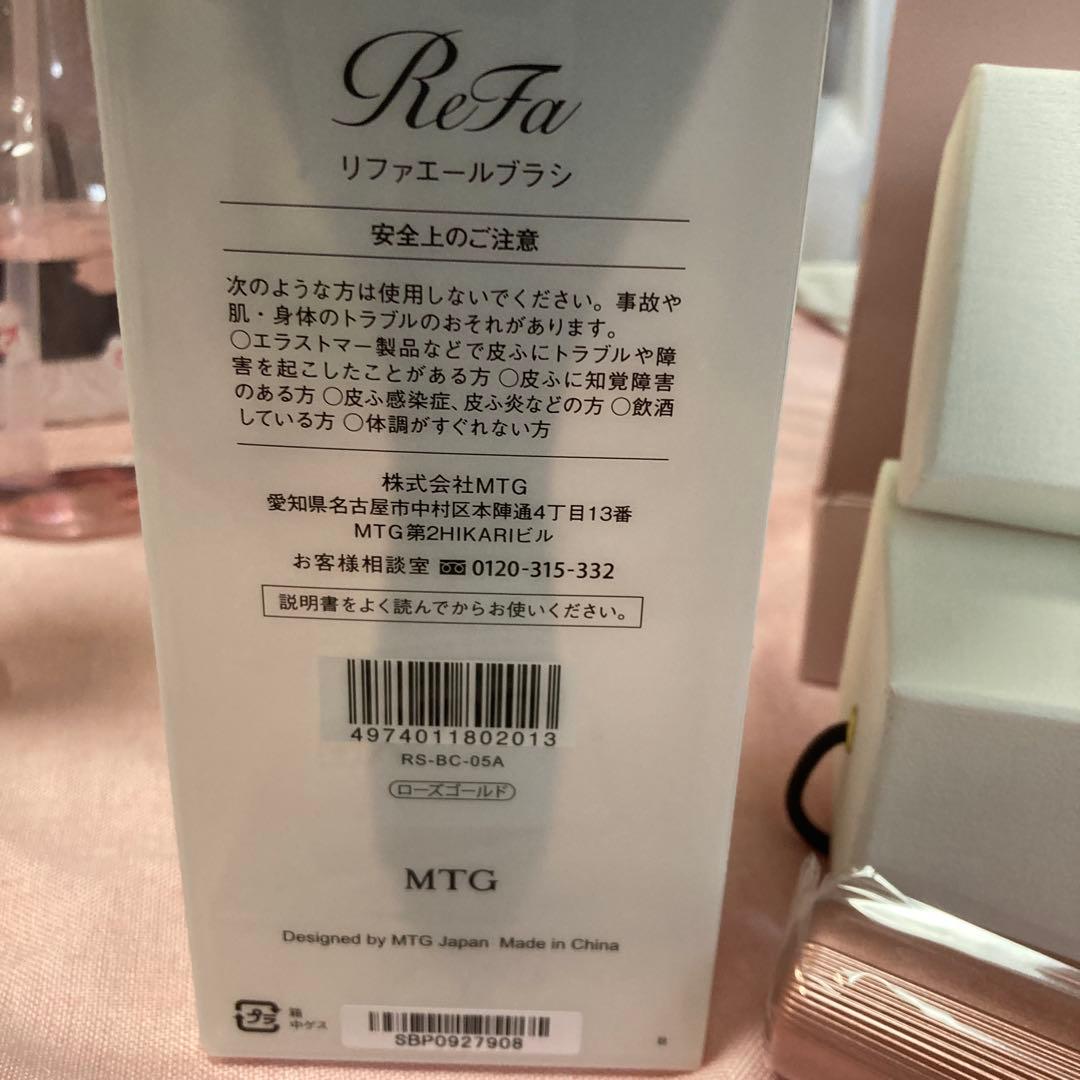 ReFa
リファエールブラシ
安全上のご注意
次のような方は使用しないでください。事故や
肌・身体のトラブルのおそれがあります。
○エラストマー製品などで皮ふにトラブルや障
害を起こしたことがある方 ○皮ふに知覚障害
のある方 ○皮ふ感染症、皮ふ炎などの方 ○飲酒
している方 ○体調がすぐれない方
株式会社MTG
愛知県名古屋市中村区本陣通4丁目13番
MTG第2HIKARIビル
お客様相談室 0120-315-332
説明書をよく読んでからお使いください。
4974011802013
RS-BC-05A
ローズゴールド
MTG
Designed by MTG Japan Made in China
プラ
箱
中ゲス
SBP0927908